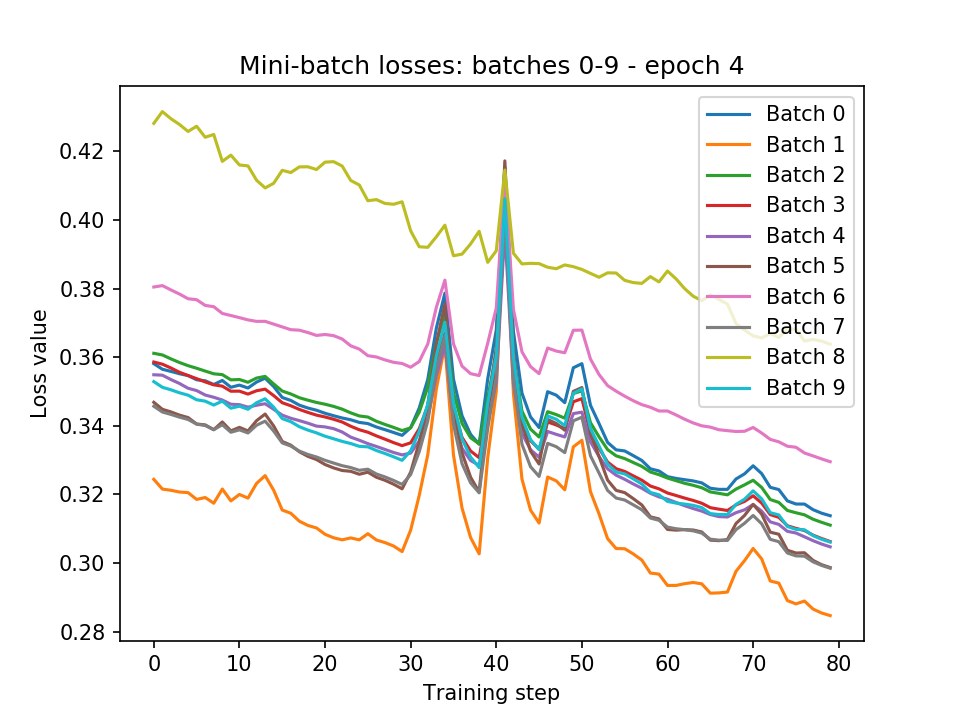 Mini-batch losses: batches 0-9 - epoch 4
Loss value
0.42
0.40
0.38
0.36
0.34
0.32
0.30
0.28
0
10
20
30
40
50
60
70
80
Training step
Batch 0
Batch 1
Batch 2
Batch 3
Batch 4
Batch 5
Batch 6
Batch 7
Batch 8
Batch 9